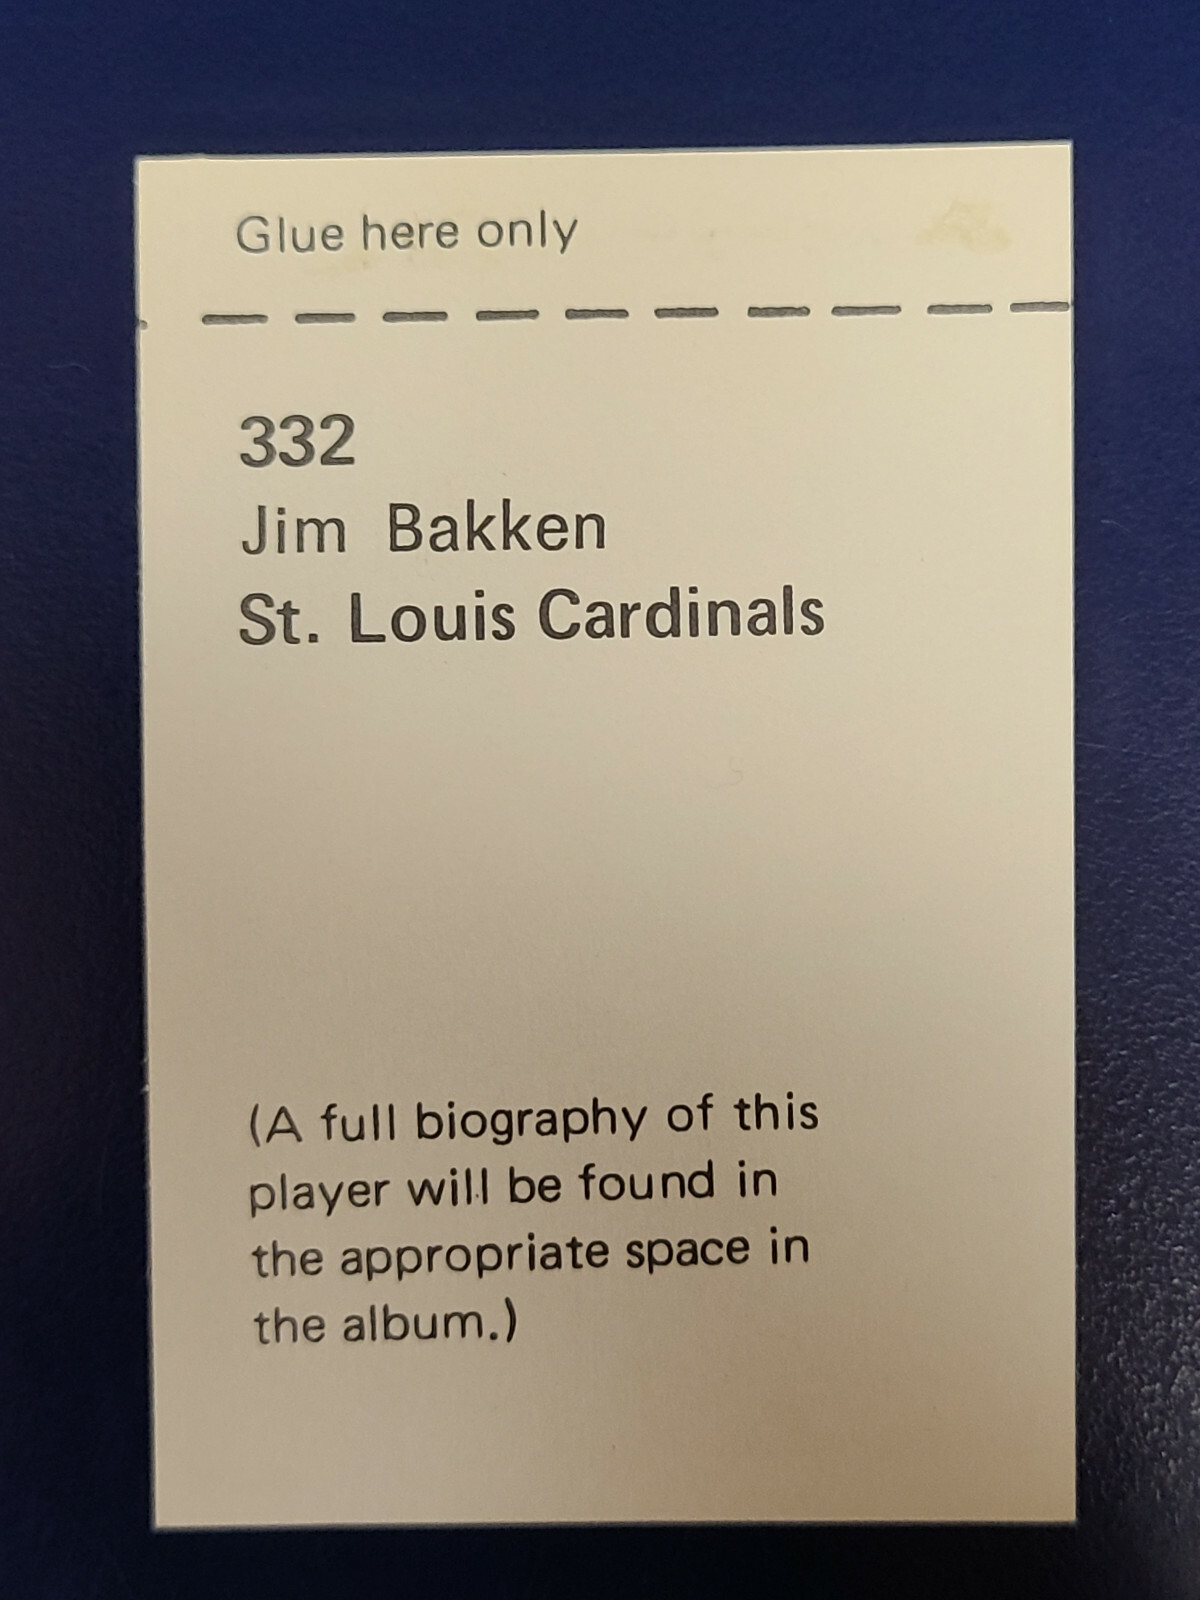 Glue here only
332
Jim Bakken
St. Louis Cardinals
(A full biography of this
player will be found in
the appropriate space in
the album.)